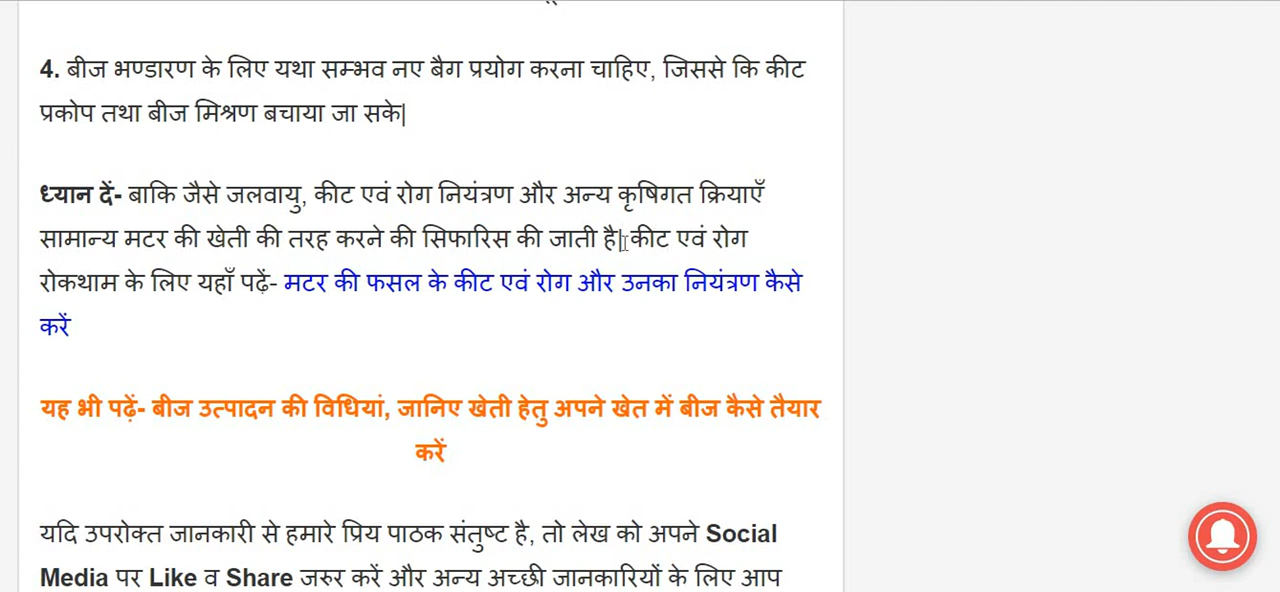 4. बीज भण्डारण के लिए यथा सम्भव नए बैग प्रयोग करना चाहिए, जिससे कि कीट
प्रकोप तथा बीज मिश्रण बचाया जा सके|
ध्यान दें- बाकि जैसे जलवायु, कीट एवं रोग नियंत्रण और अन्य कृषिगत क्रियाएँ
सामान्य मटर की खेती की तरह करने की सिफारिस की जाती है| कीट एवं रोग
रोकथाम के लिए यहाँ पढ़ें- मटर की फसल के कीट एवं रोग और उनका नियंत्रण कैसे
करें
यह भी पढ़ें- बीज उत्पादन की विधियां, जानिए खेती हेतु अपने खेत में बीज कैसे तैयार
करें
यदि उपरोक्त जानकारी से हमारे प्रिय पाठक संतुष्ट है, तो लेख को अपने Social
Media पर Like व Share जरुर करें और अन्य अच्छी जानकारियों के लिए आप